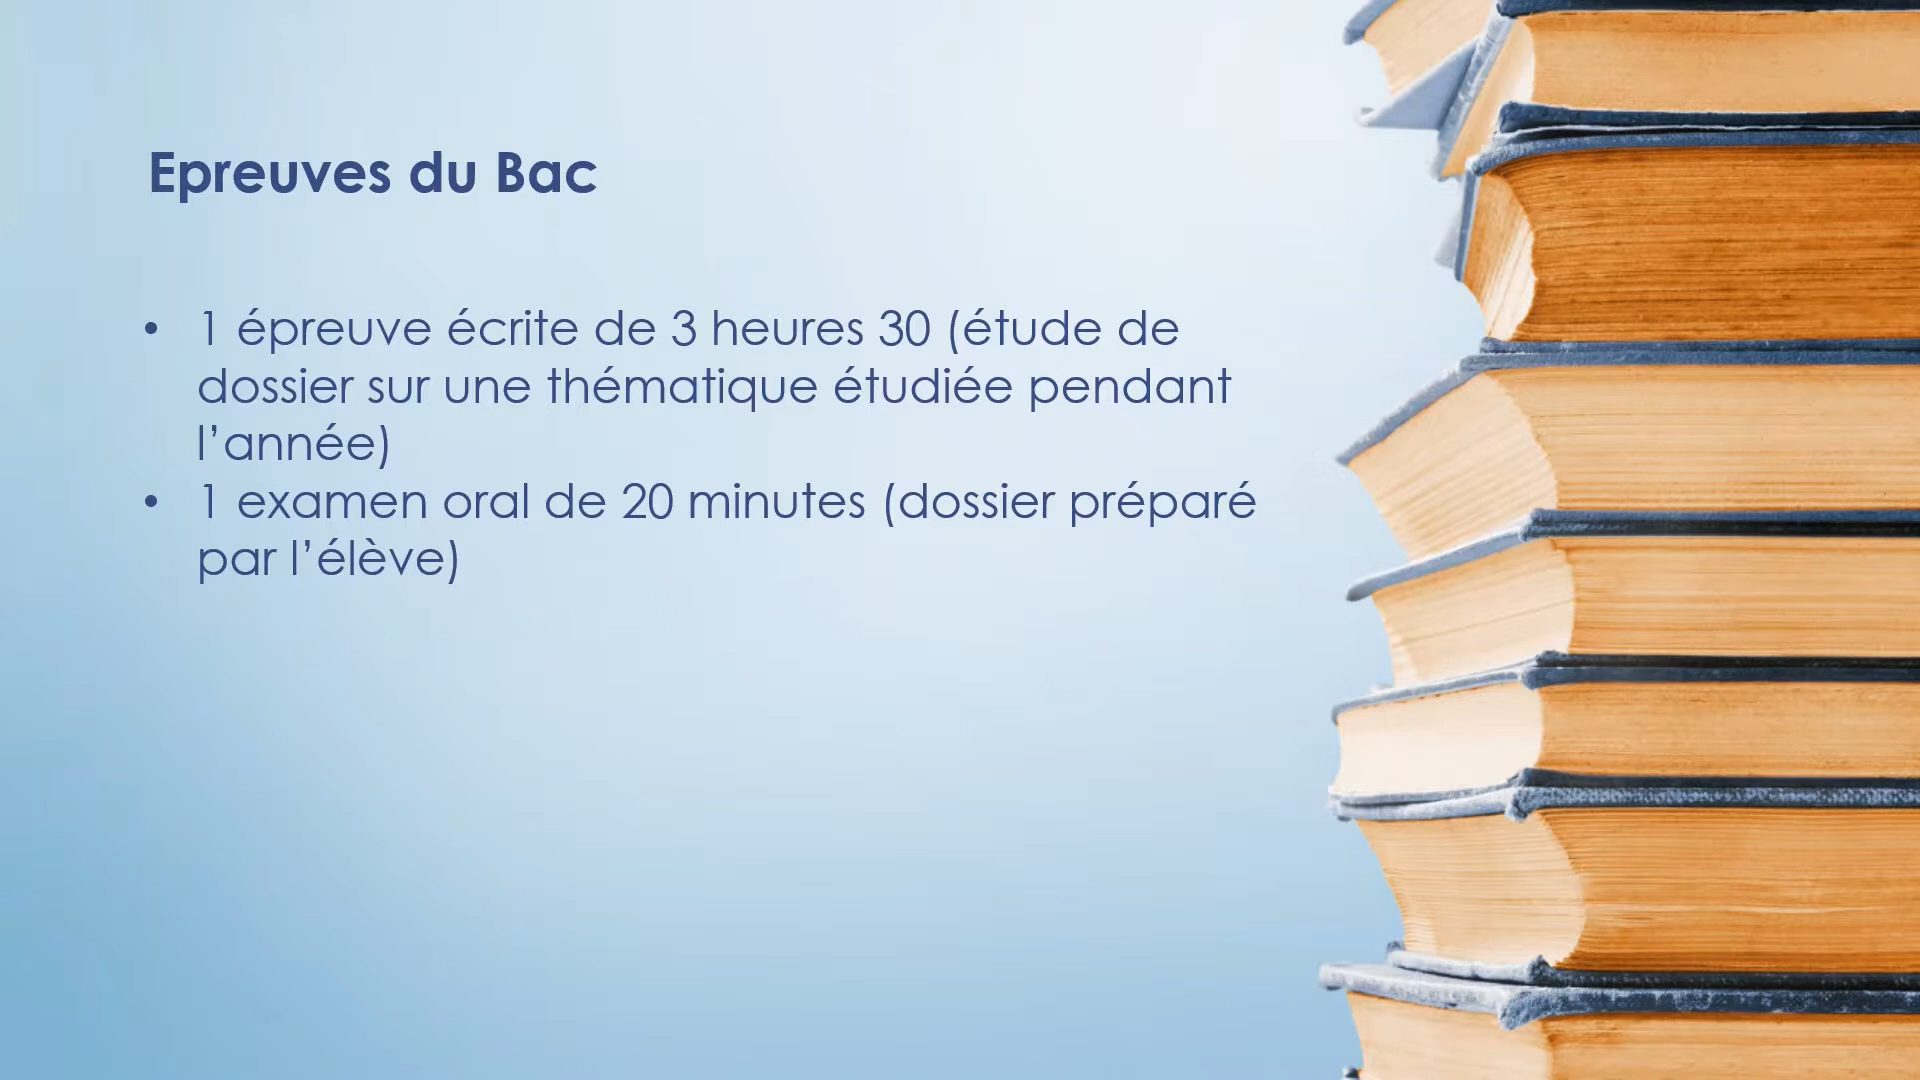 Epreuves du Bac
• 1 épreuve écrite de 3 heures 30 (étude de
dossier sur une thématique étudiée pendant
l’année)
• 1 examen oral de 20 minutes (dossier préparé
par l’élève)